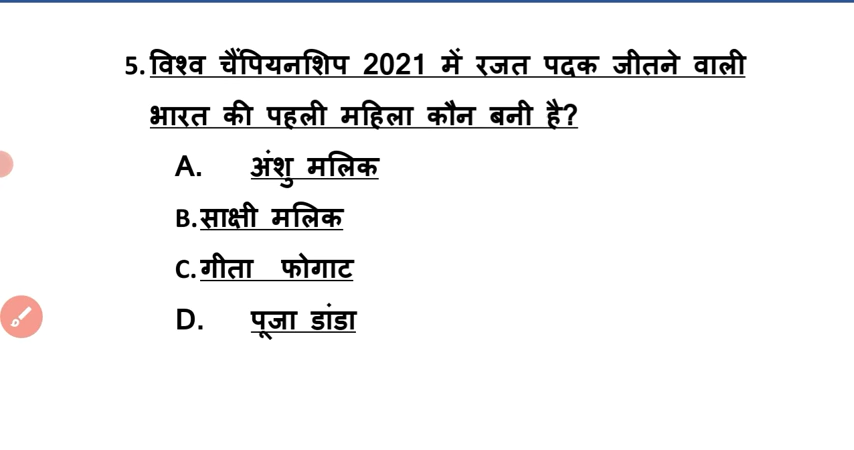 5. विश्व चैंपियनशिप 2021 में रजत पदक जीतने वाली
भारत की पहली महिला कौन बनी है?
A. अंशु मलिक
B. साक्षी मलिक
C. गीता फोगाट
D. पूजा डांडा